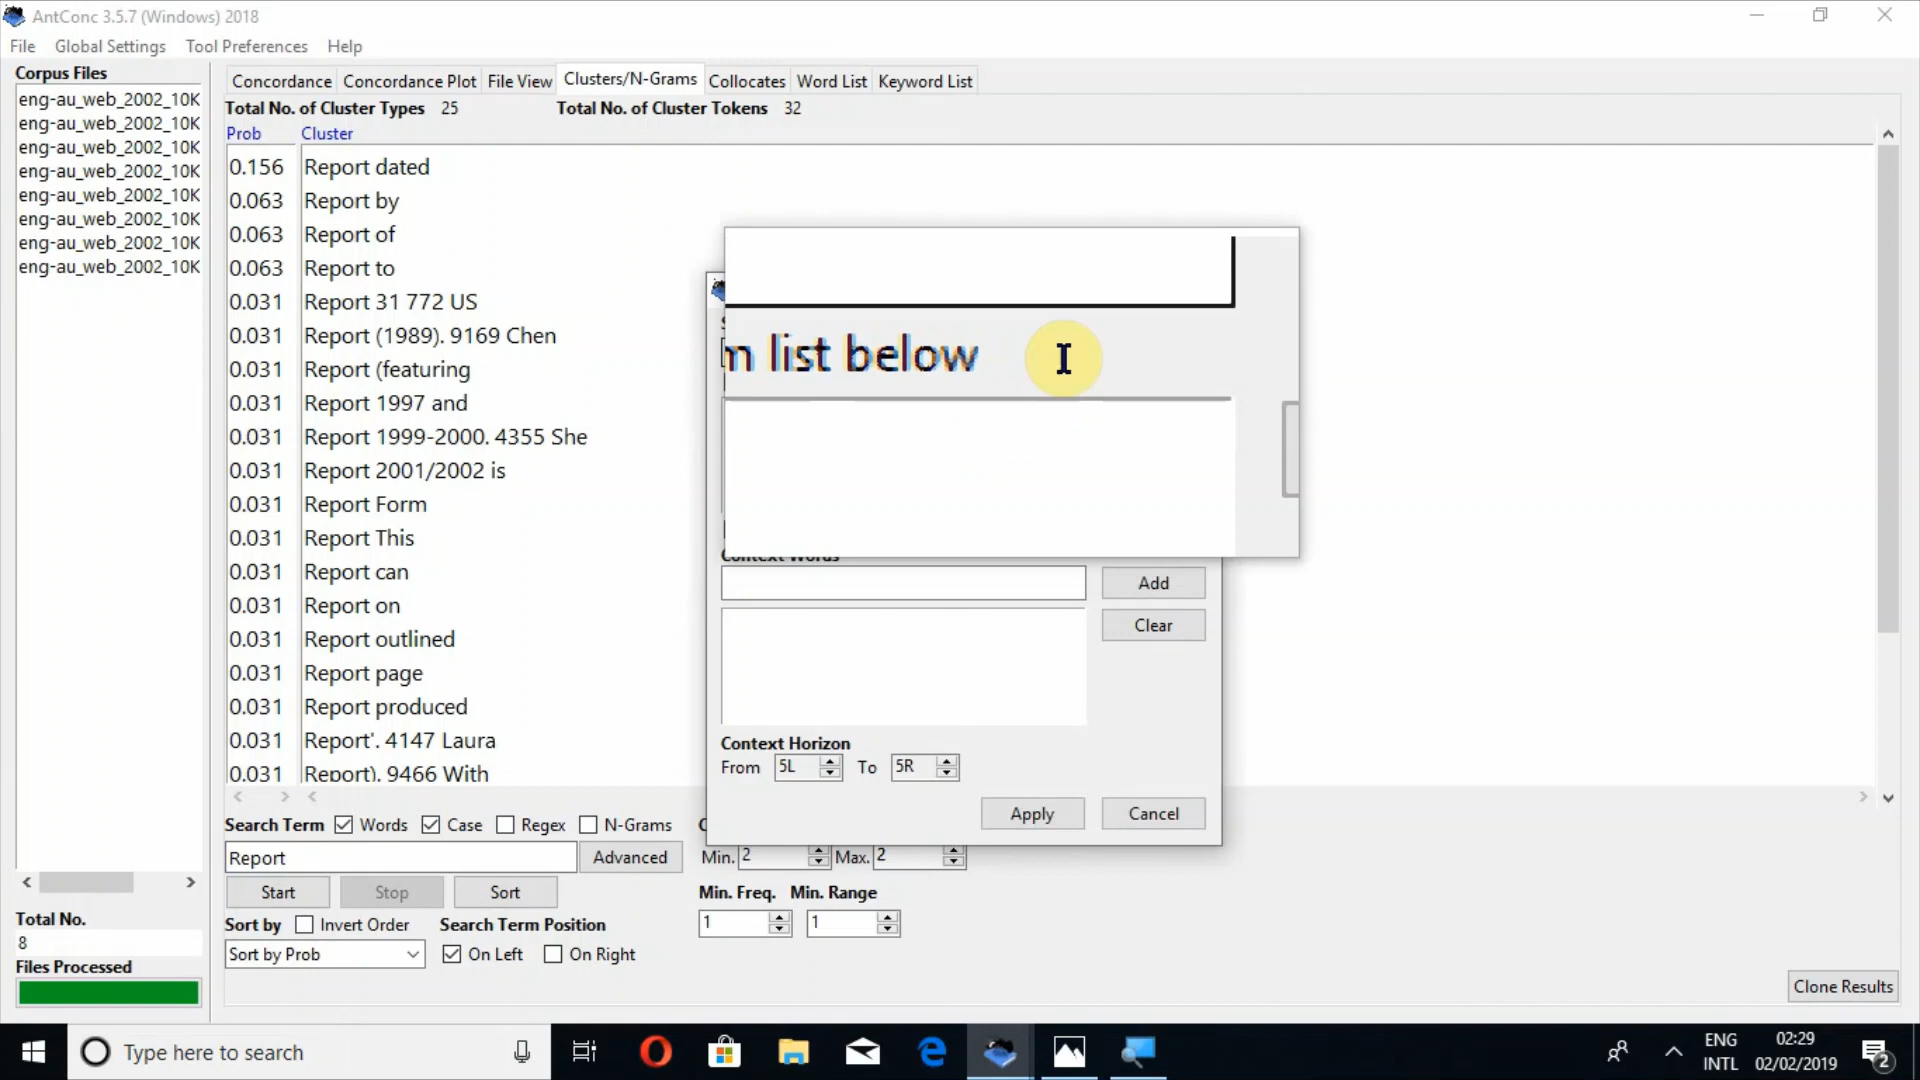 AntConc 3.5.7 (Windows) 2018
File Global Settings Tool Preferences Help
Corpus Files
eng-au_web_2002_10K
eng-au_web_2002_10K
eng-au_web_2002_10K
eng-au_web_2002_10K
eng-au_web_2002_10K
eng-au_web_2002_10K
eng-au_web_2002_10K
eng-au_web_2002_10K
Total No.
8
Files Processed
Concordance Concordance Plot File View Clusters/N-Grams Collocates Word List Keyword List
Total No. of Cluster Types 25 Total No. of Cluster Tokens 32
Prob Cluster
0.156 Report dated
0.063 Report by
0.063 Report of
0.063 Report to
0.031 Report 31 772 US
0.031 Report (1989). 9169 Chen
0.031 Report (featuring
0.031 Report 1997 and
0.031 Report 1999-2000. 4355 She
0.031 Report 2001/2002 is
0.031 Report Form
0.031 Report This
0.031 Report can
0.031 Report on
0.031 Report outlined
0.031 Report page
0.031 Report produced
0.031 Report'. 4147 Laura
0.031 Report). 9466 With
m list below
Context Words
Add
Clear
Context Horizon
From 5L To 5R
Apply Cancel
Search Term Words Case Regex N-Grams
Report Advanced
Min. 2 Max. 2
Start Stop Sort
Min. Freq. Min. Range
1 1
Sort by Invert Order Search Term Position
Sort by Prob On Left On Right
Clone Results
Type here to search
ENG
INTL
02:29
02/02/2019
2